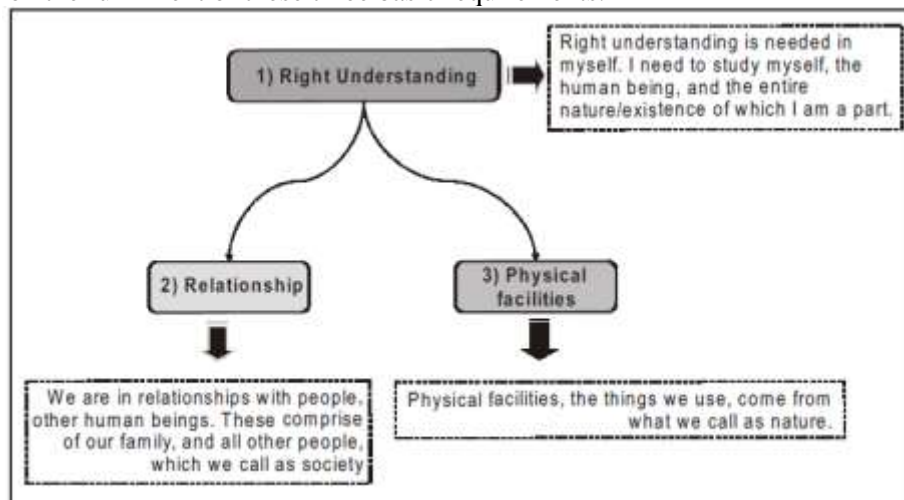 1) Right Understanding
Right understanding is needed in
myself. I need to study myself, the
human being, and the entire
nature/existence of which I am a part.
2) Relationship
3) Physical
facilities
We are in relationships with people,
other human beings. These comprise
of our family, and all other people,
which we call as society
Physical facilities, the things we use, come from
what we call as nature.